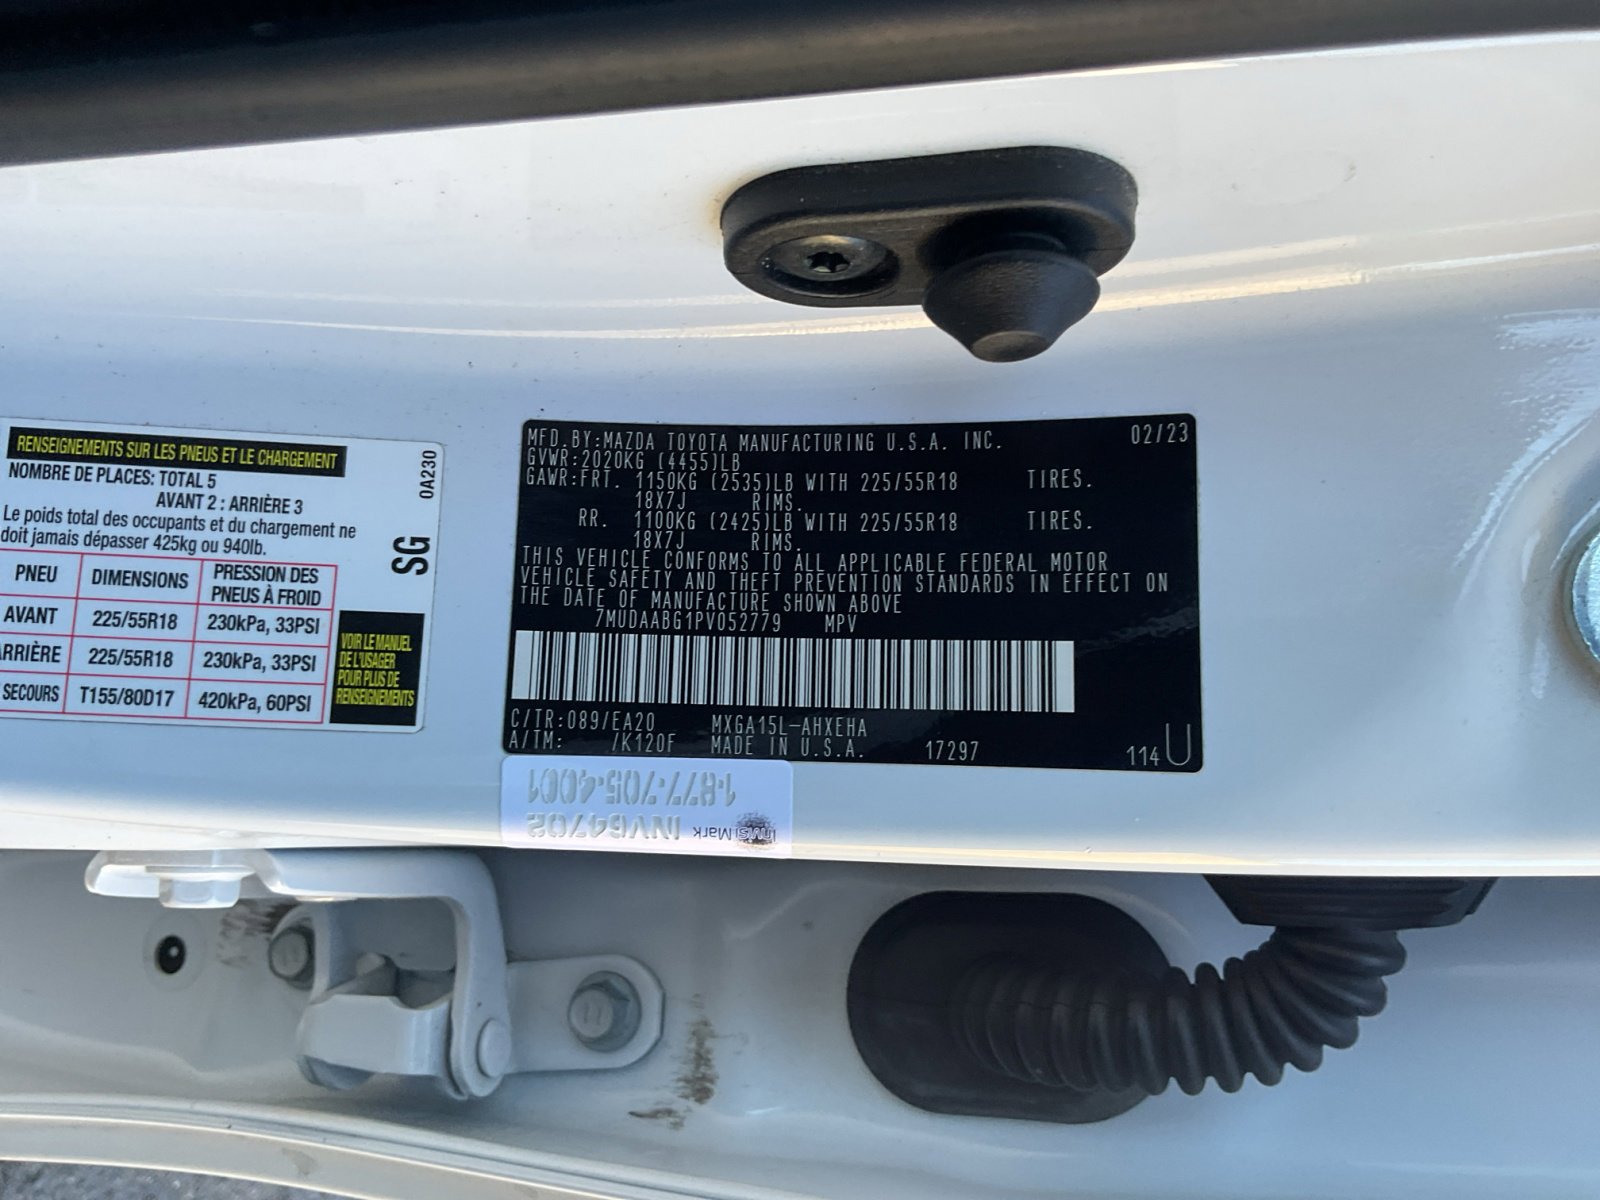 RENSEIGNEMENTS SUR LES PNEUS ET LE CHARGEMENT
NOMBRE DE PLACES: TOTAL 5
AVANT 2 : ARRIÈRE 3
Le poids total des occupants et du chargement ne
doit jamais dépasser 425kg ou 940lb.
PNEU DIMENSIONS PRESSION DES
PNEUS À FROID
AVANT 225/55R18 230kPa, 33PSI
ARRIÈRE 225/55R18 230kPa, 33PSI
SECOURS T155/80D17 420kPa, 60PSI
0A230
SG
VOIR LE MANUEL
DE L'USAGER
POUR PLUS DE
RENSEIGNEMENTS
MFD.BY:MAZDA TOYOTA MANUFACTURING U.S.A. INC. 02/23
GVWR:2020KG (4455)LB
GAWR:FRT. 1150KG (2535)LB WITH 225/55R18 TIRES.
18X7J RIMS.
RR. 1100KG (2425)LB WITH 225/55R18 TIRES.
18X7J RIMS.
THIS VEHICLE CONFORMS TO ALL APPLICABLE FEDERAL MOTOR
VEHICLE SAFETY AND THEFT PREVENTION STANDARDS IN EFFECT ON
THE DATE OF MANUFACTURE SHOWN ABOVE
7MUDAABG1PV052779 MPV
C/TR:089/EA20 MXGA15L-AHXEHA
A/TM: /K120F MADE IN U.S.A. 17297 114 U
InvisiMark INV64702
1-877-705-4001